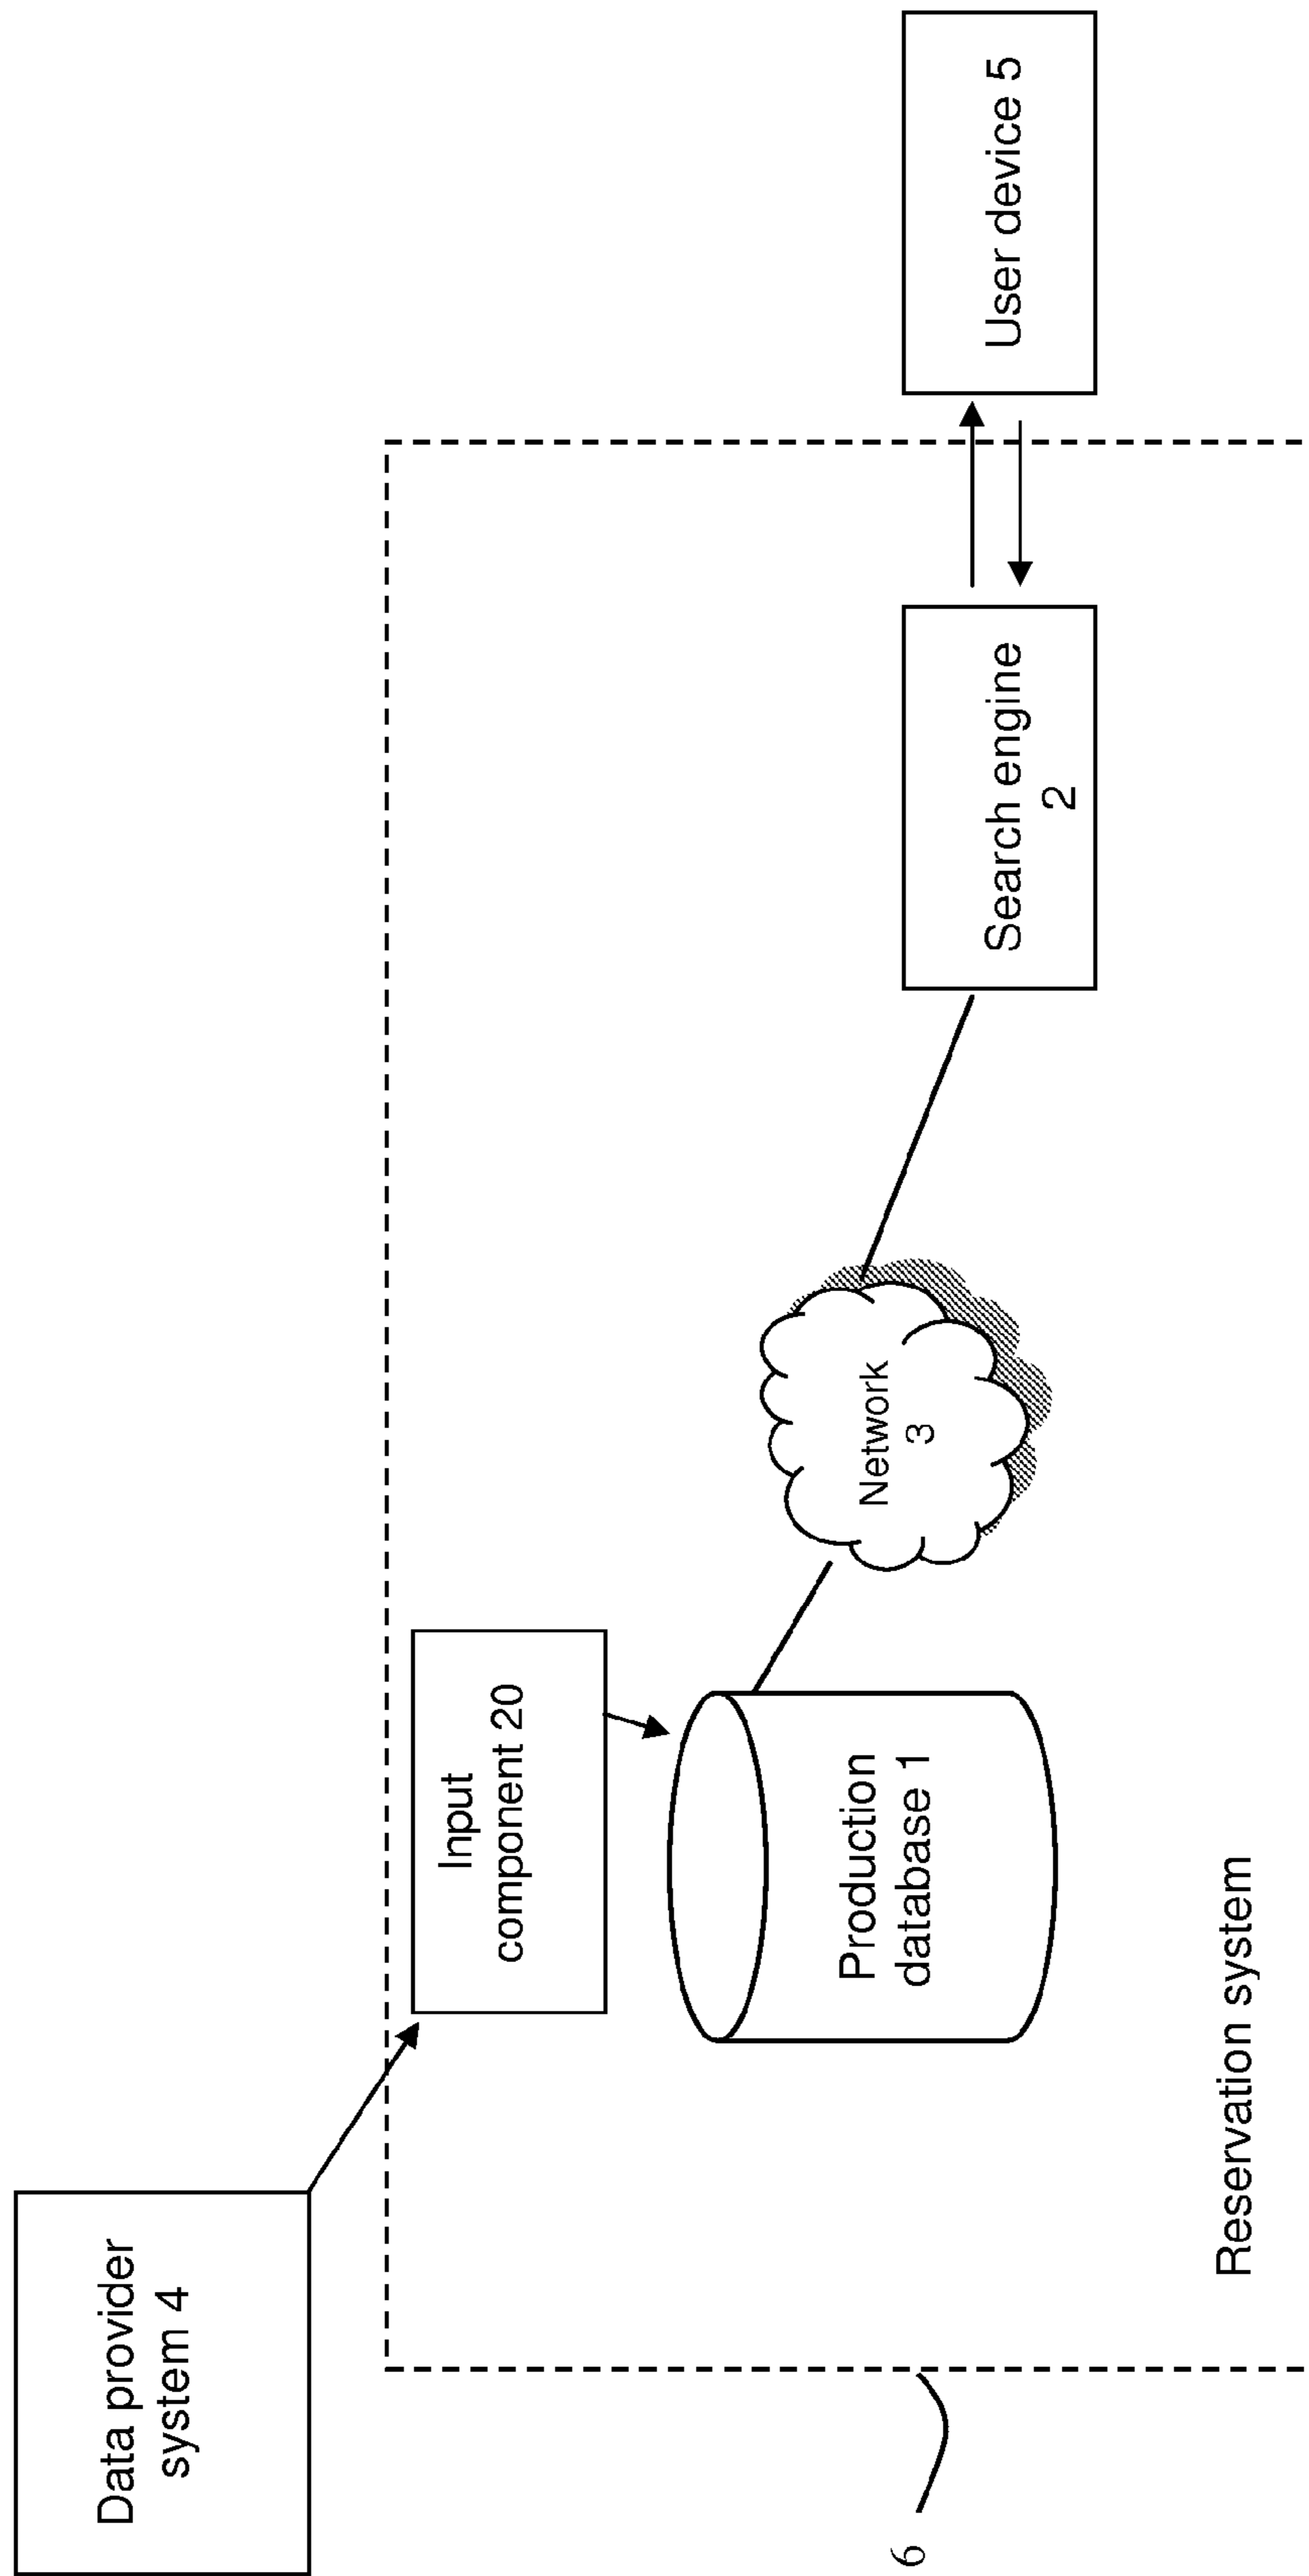 Data provider
system 4
Input
component 20
Production
database 1
Network
3
Search engine
2
User device 5
Reservation system
6